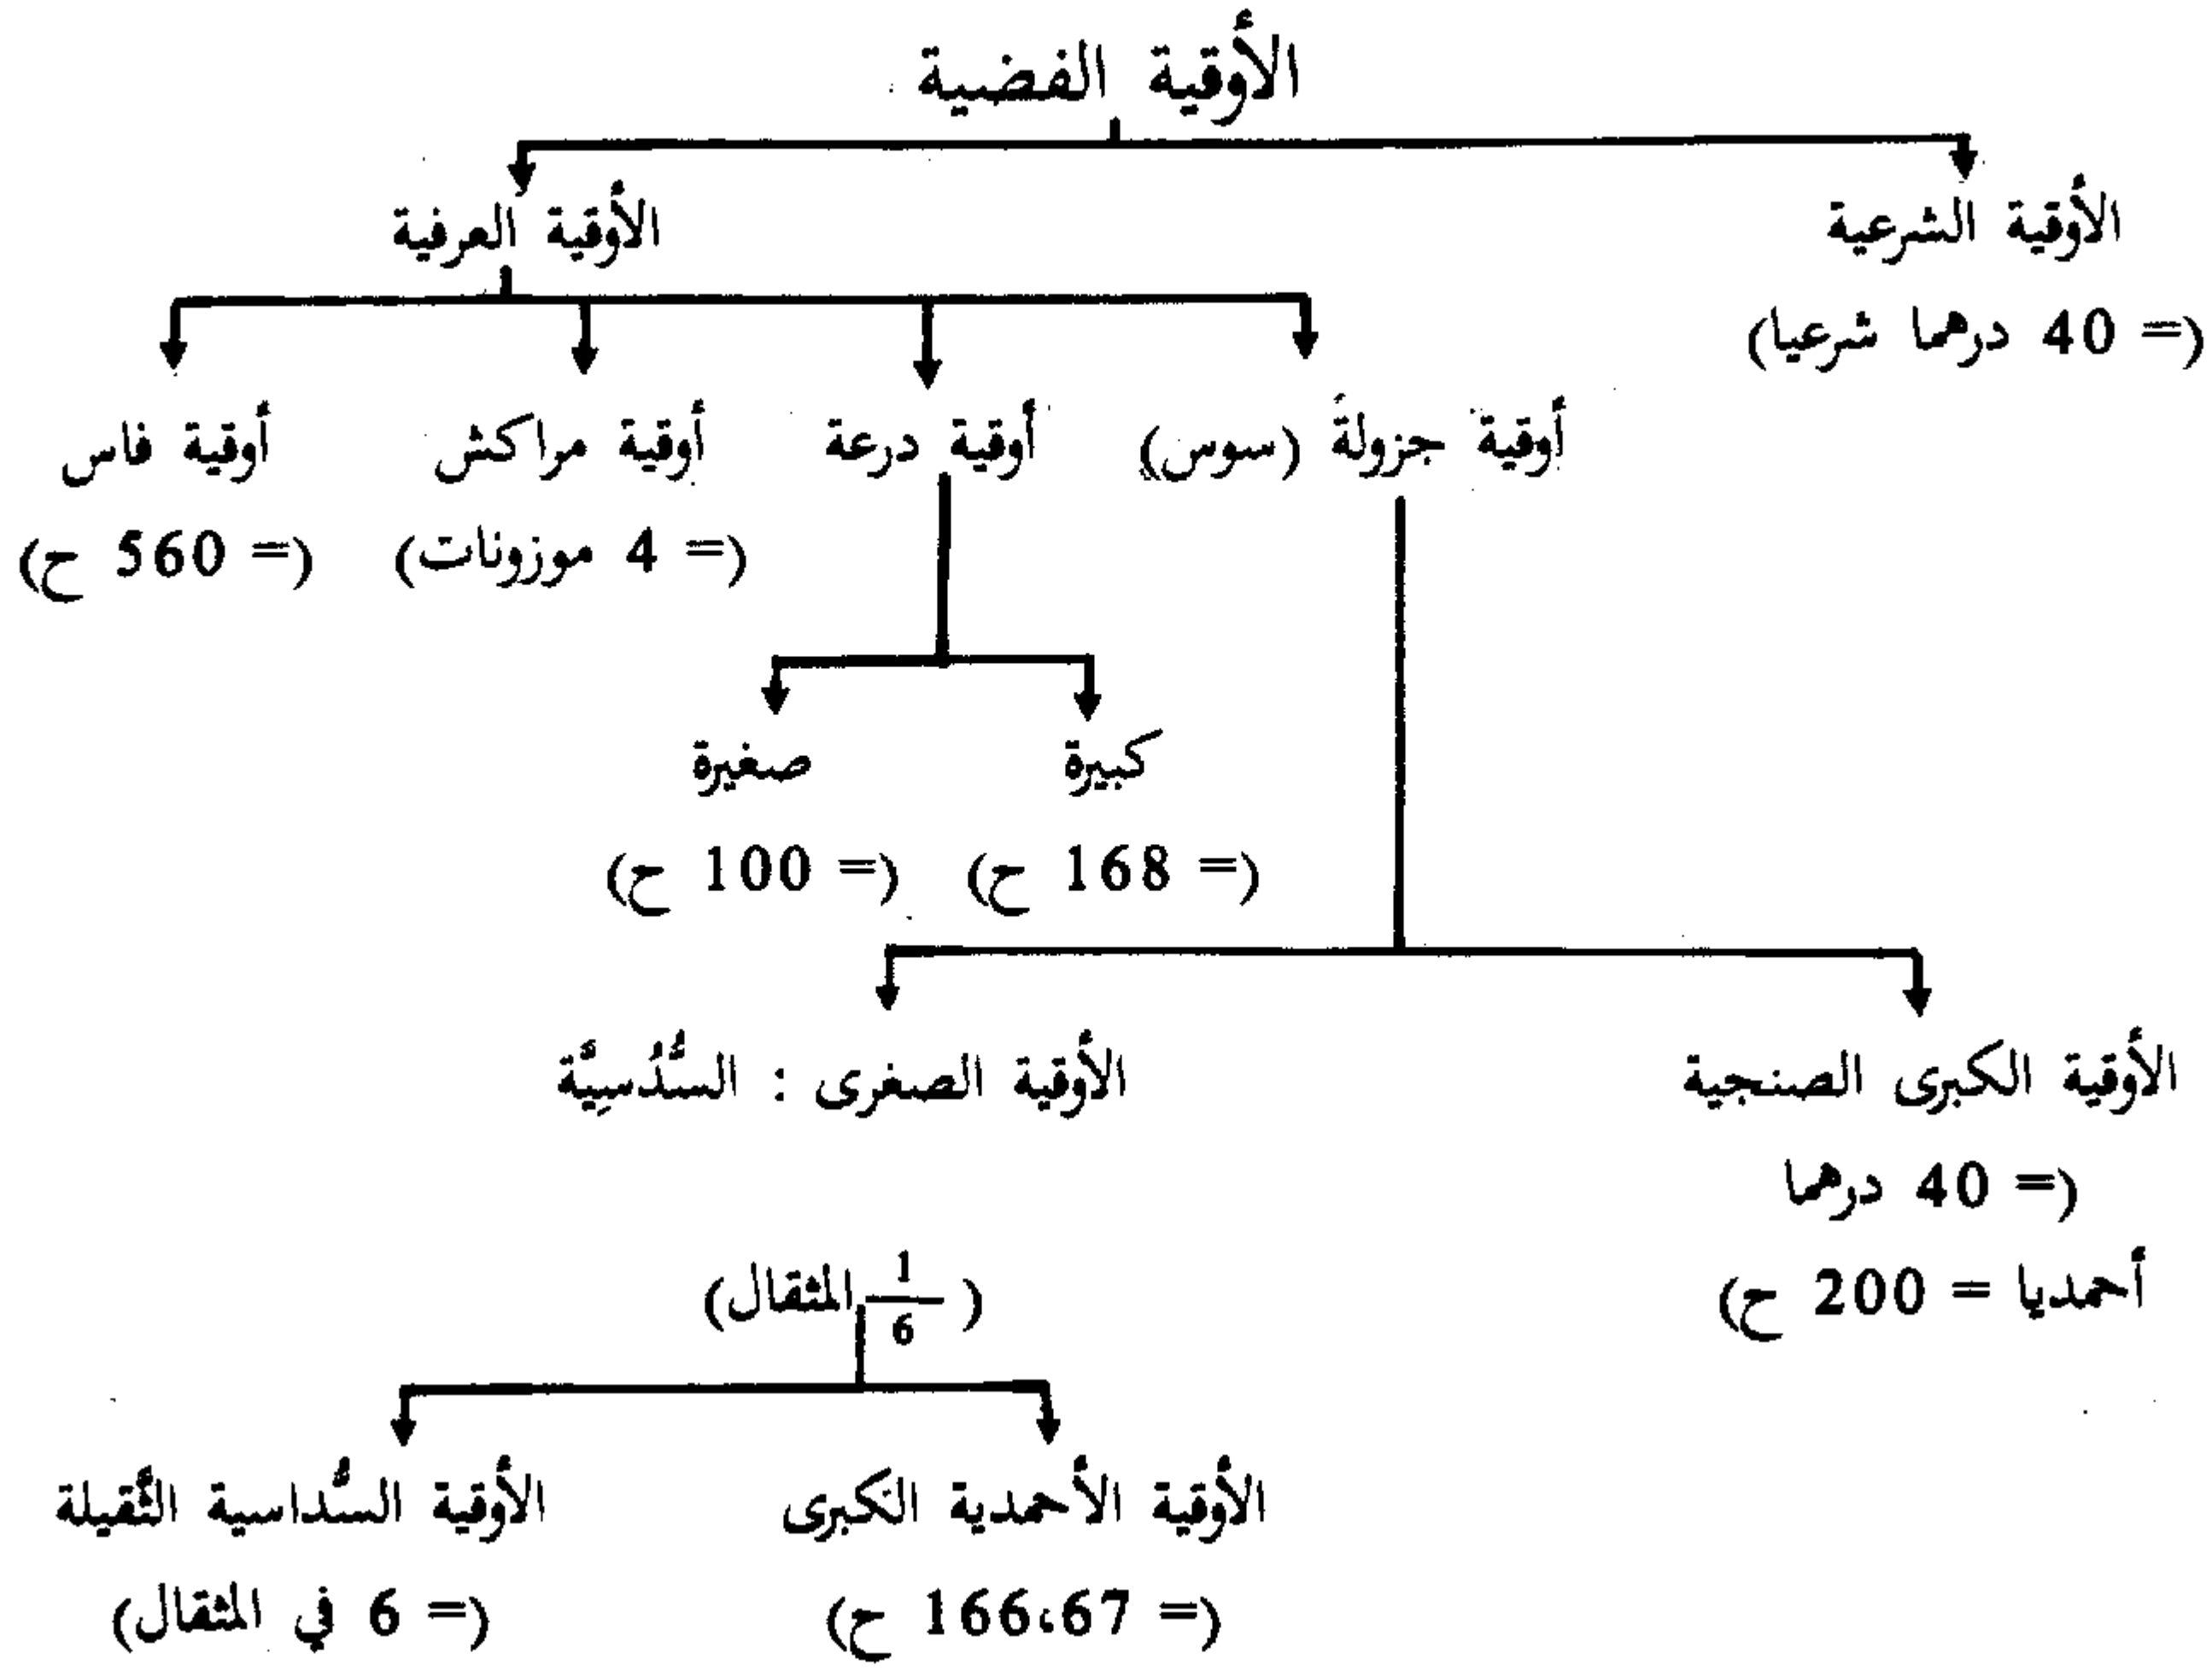 الأوقية الفضية
الأوقية الشرعية
الأوقية العرفية
(= 40 درهما شرعيا)
أوقية جزولة (سوس)
أوقية درعة
أوقية مراكش
أوقية فاس
(= 4 موزونات)
(= 560 ح)
كبيرة
صغيرة
(= 168 ح)
(= 100 ح)
الأوقية الكبرى الصنجية
الأوقية الصغرى : السُّدُسِيَّة
(= 40 درهما
أحمديا = 200 ح)
(1/6 المثقال)
الأوقية الأحمدية الكبرى
الأوقية السُّداسية الثَّقيلة
(= 166،67 ح)
(= 6 في المثقال)